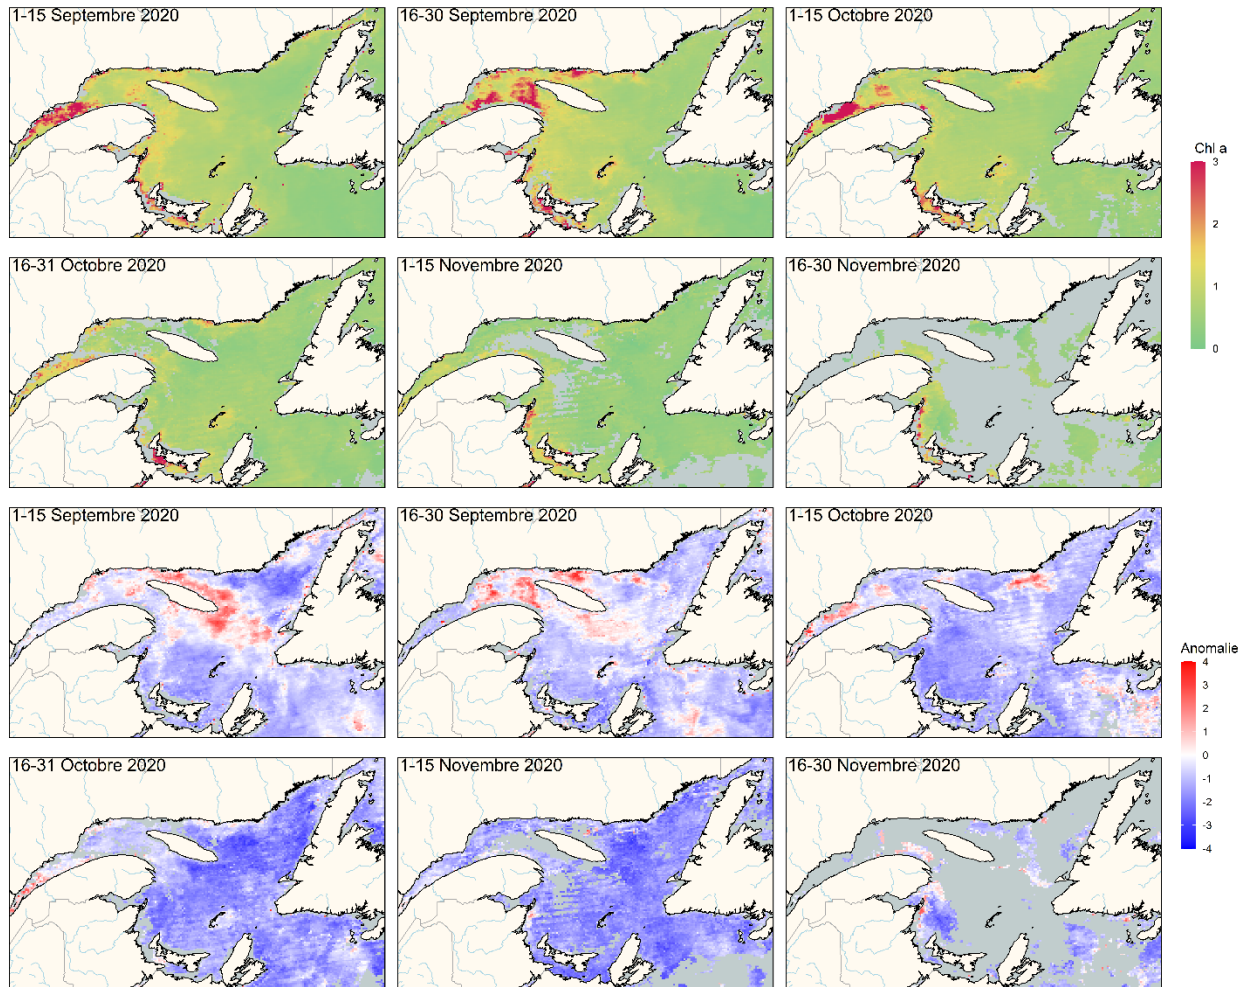 1-15 Septembre 2020
16-30 Septembre 2020
1-15 Octobre 2020
Chl a
3
2
1
0
16-31 Octobre 2020
1-15 Novembre 2020
16-30 Novembre 2020
1-15 Septembre 2020
16-30 Septembre 2020
1-15 Octobre 2020
Anomalie
4
3
2
1
0
-1
-2
-3
-4
16-31 Octobre 2020
1-15 Novembre 2020
16-30 Novembre 2020